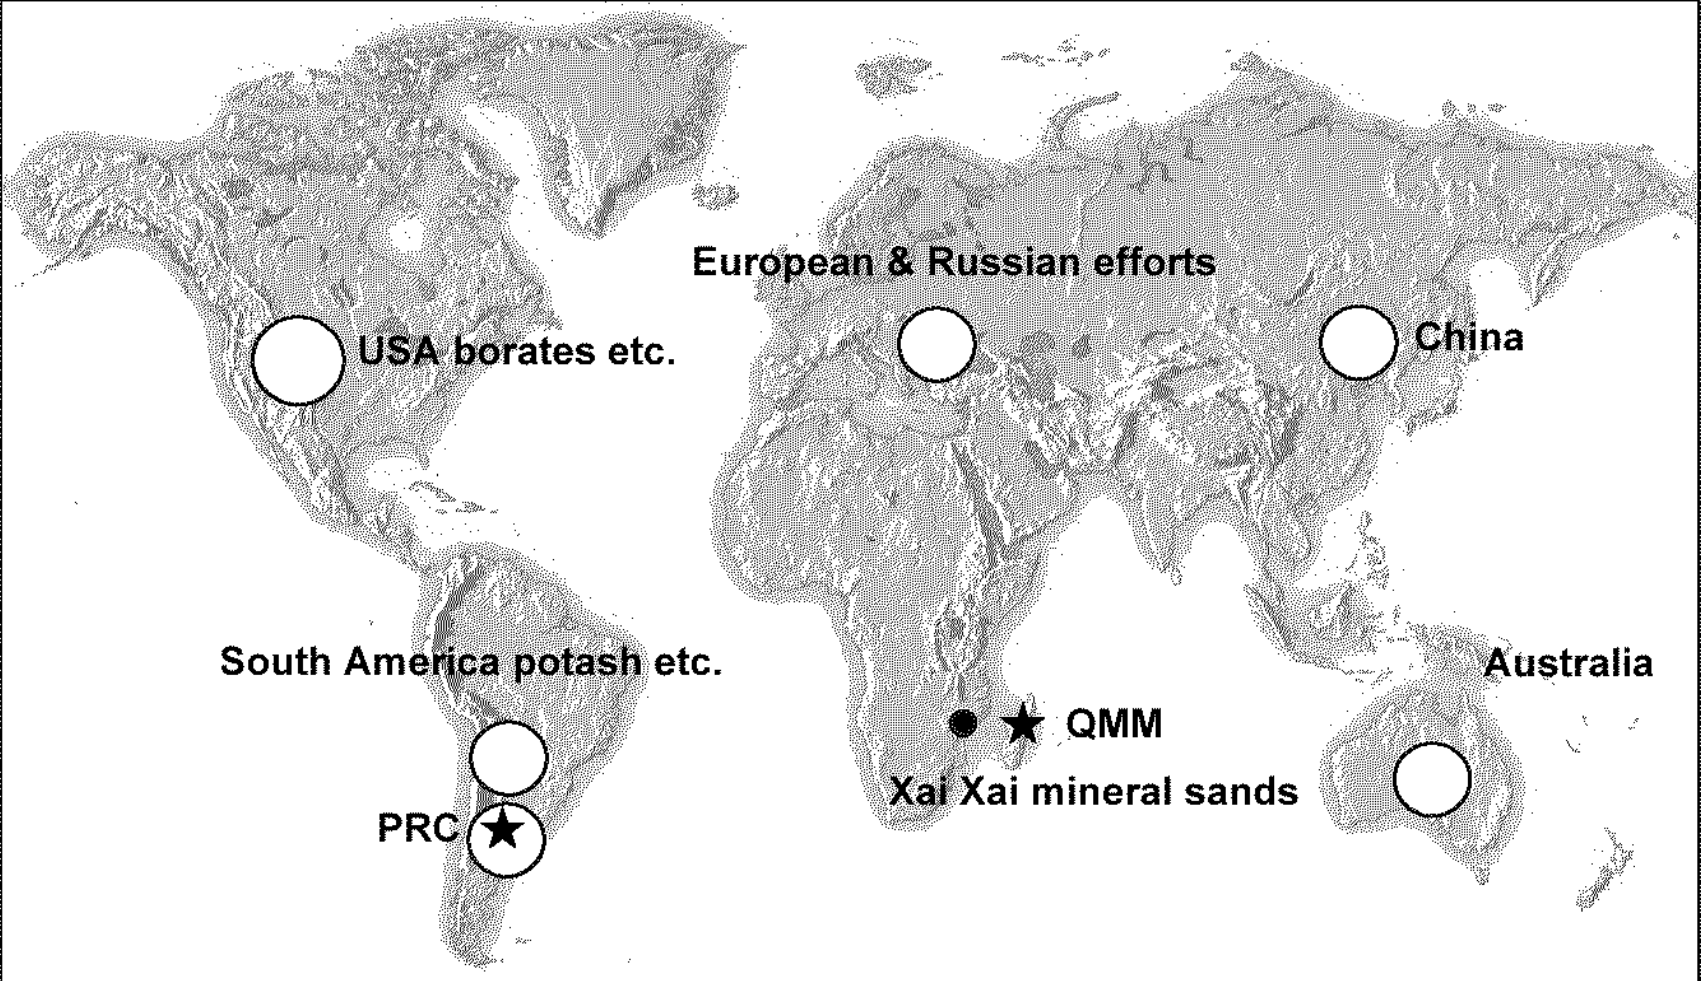 European & Russian efforts
China
USA borates etc.
South America potash etc.
Australia
QMM
Xai Xai mineral sands
PRC